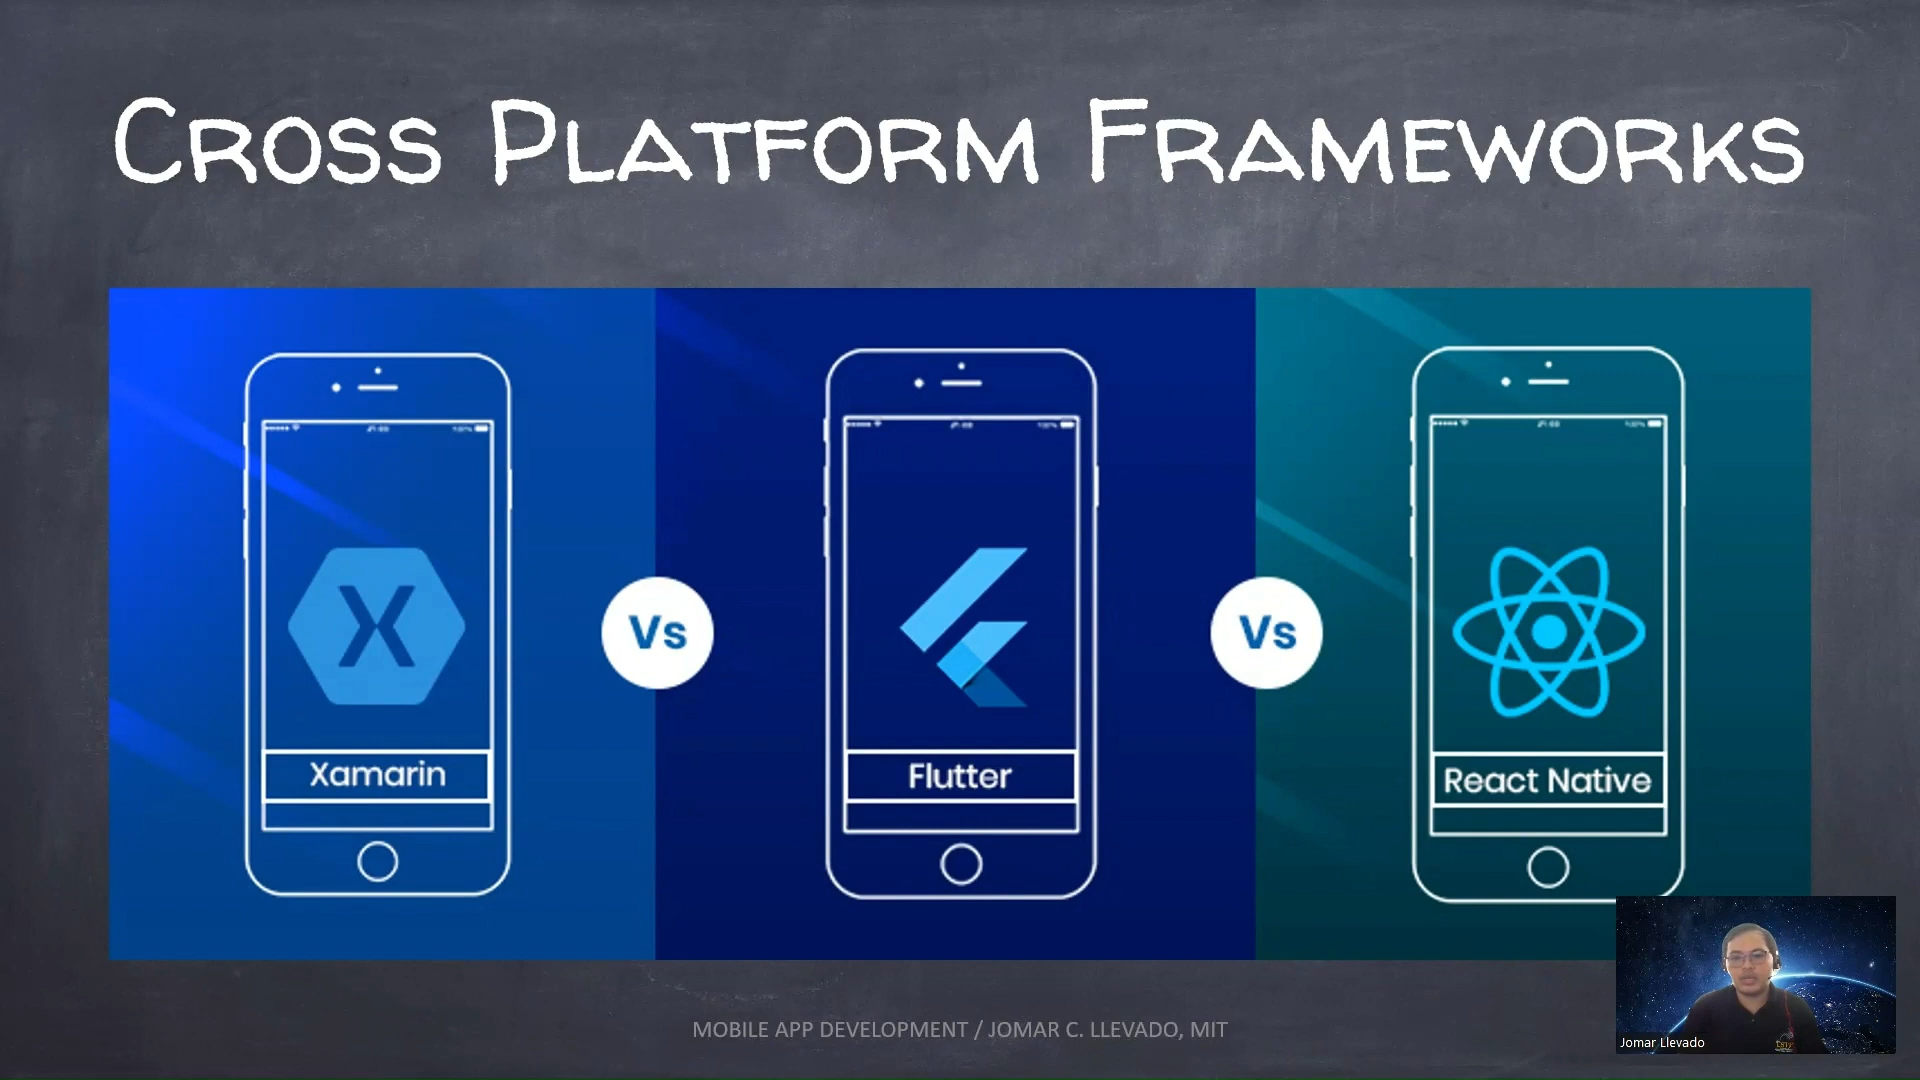 Cross Platform Frameworks
X
Vs
Vs
Xamarin
Flutter
React Native
MOBILE APP DEVELOPMENT / JOMAR C. LLEVADO, MIT
Jomar Llevado